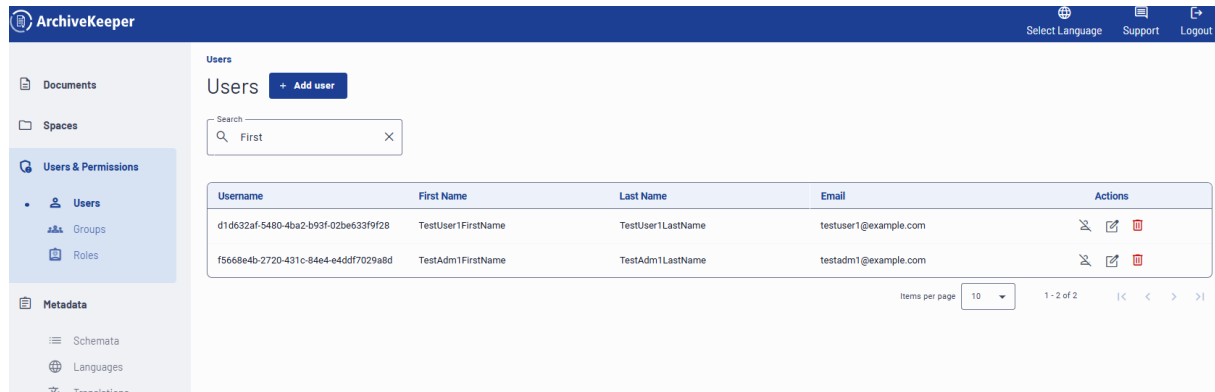 ArchiveKeeper
Select Language
Support
Logout
Documents
Spaces
Users & Permissions
Users
Groups
Roles
Metadata
Schemata
Languages
Translations
Users
Users
+ Add user
Search
First
Username First Name Last Name Email Actions
d1d632af-5480-4ba2-b93f-02be633f9f28 TestUser1FirstName TestUser1LastName testuser1@example.com
f5668e4b-2720-431c-84e4-e4ddf7029a8d TestAdm1FirstName TestAdm1LastName testadm1@example.com
Items per page 10 1 - 2 of 2